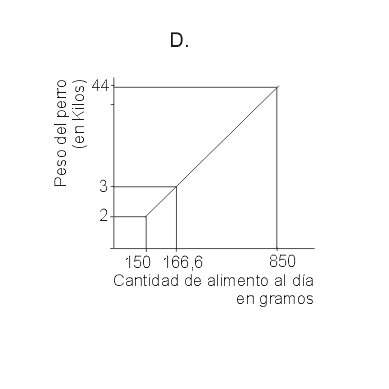 D.
Peso del perro
(en Kilos)
44
3
2
150 166,6 850
Cantidad de alimento al día
en gramos